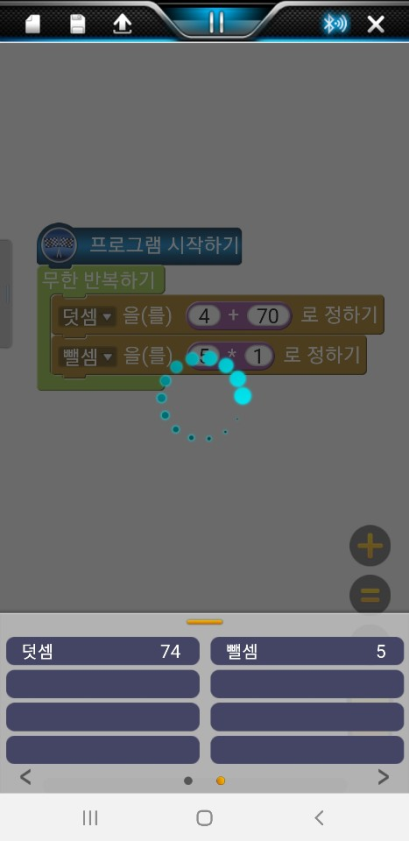 프로그램 시작하기
무한 반복하기
덧셈 을(를) 4 + 70 로 정하기
뺄셈 을(를) 5 * 1 로 정하기
덧셈 74 뺄셈 5